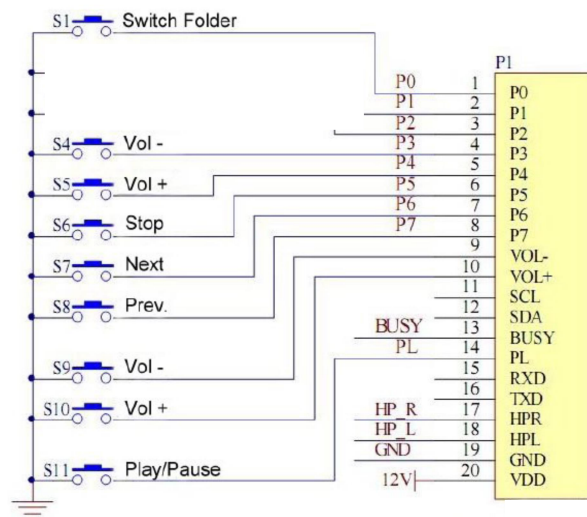 S1 Switch Folder
P1
P0 1 P0
P1 2 P1
P2 3 P2
S4 Vol - P3 4 P3
S5 Vol + P4 5 P4
S6 Stop P5 6 P5
P6 7 P6
S7 Next P7 8 P7
9 VOL-
S8 Prev. 10 VOL+
11 SCL
12 SDA
BUSY 13 BUSY
S9 Vol - PL 14 PL
15 RXD
S10 Vol + 16 TXD
HP_R 17 HPR
HP_L 18 HPL
S11 Play/Pause GND 19 GND
12V 20 VDD